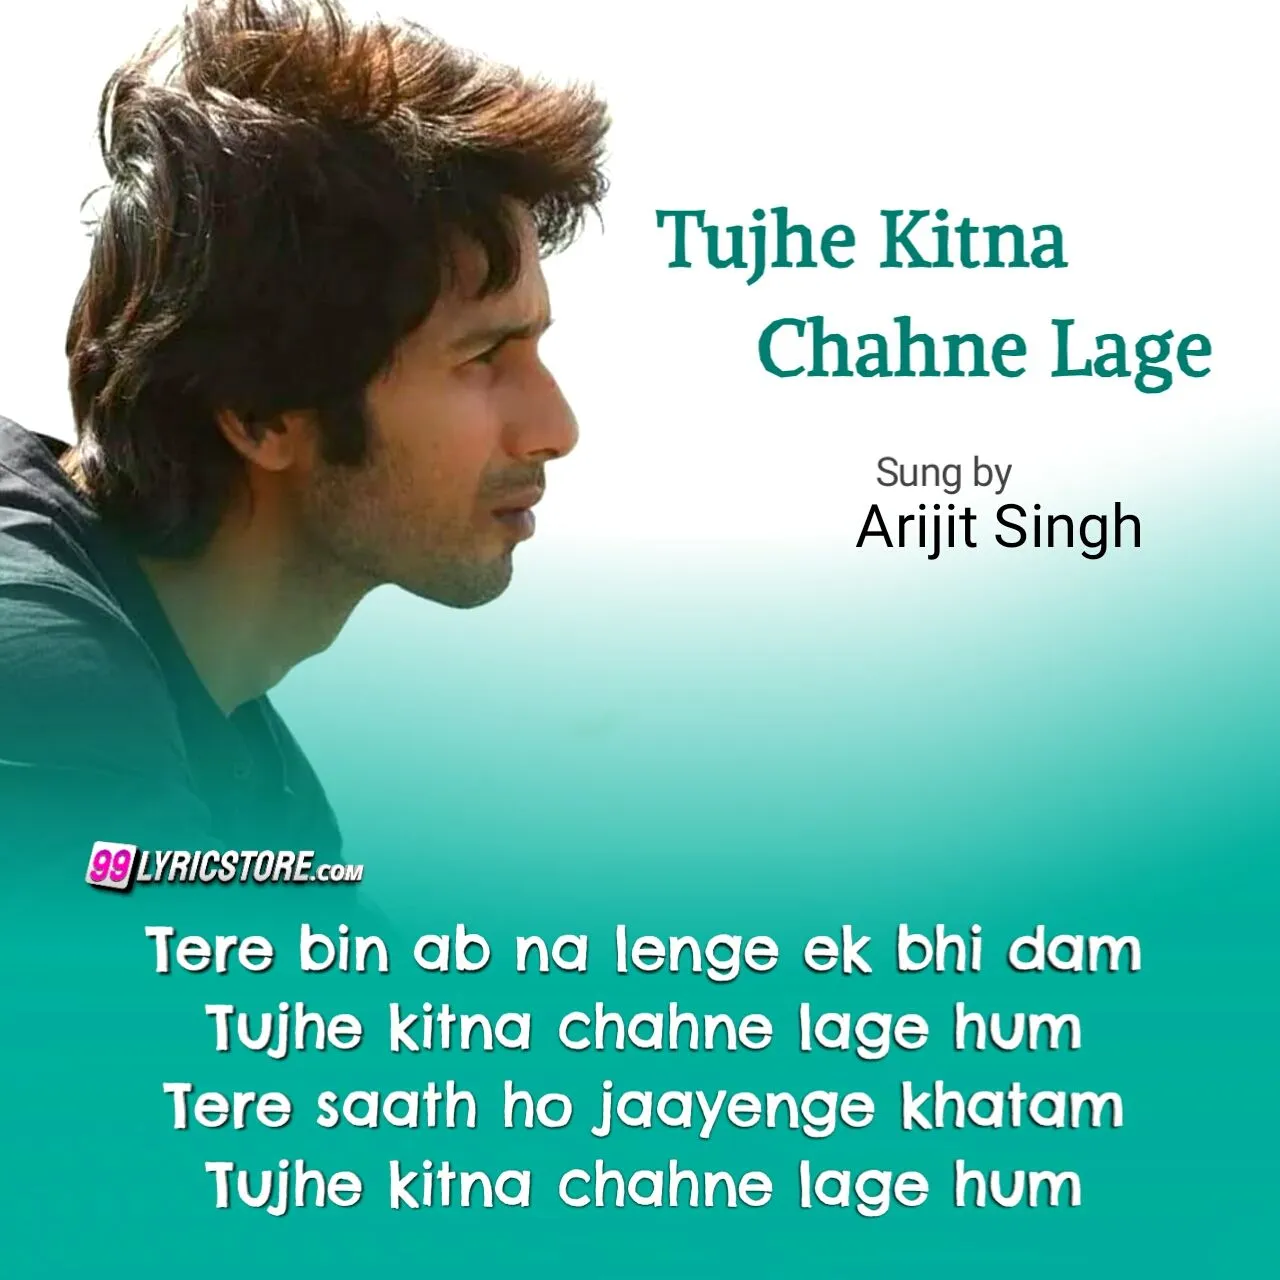 Tujhe Kitna
Chahne Lage
Sung by
Arijit Singh
99LYRICSTORE.COM
Tere bin ab na lenge ek bhi dam
Tujhe kitna chahne lage hum
Tere saath ho jaayenge khatam
Tujhe kitna chahne lage hum